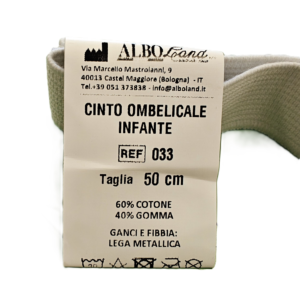 ALBOLand
Via Marcello Mastroianni, 9
40013 Castel Maggiore (Bologna) - IT
Tel.+39 051 373838 - info@alboland.it
CINTO OMBELICALE
INFANTE
REF 033
Taglia 50 cm
60% COTONE
40% GOMMA
GANCI E FIBBIA:
LEGA METALLICA